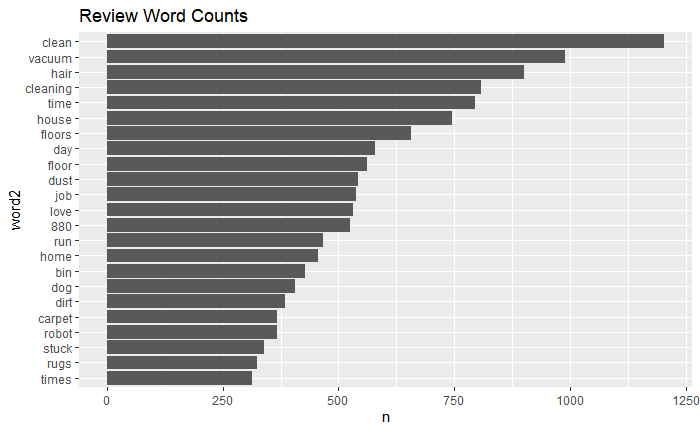 Review Word Counts
clean
vacuum
hair
cleaning
time
house
floors
day
floor
dust
job
love
880
run
home
bin
dog
dirt
carpet
robot
stuck
rugs
times
word2
0 250 500 750 1000 1250
n